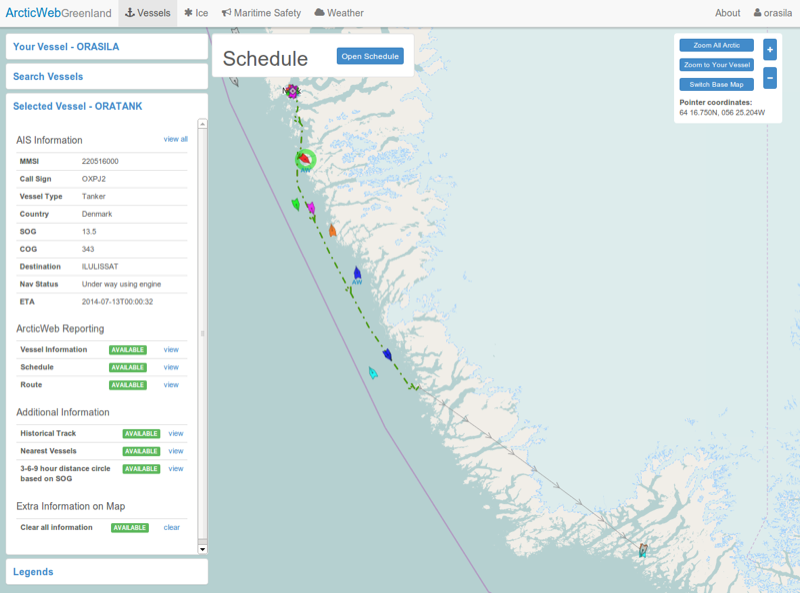 ArcticWebGreenland Vessels Ice Maritime Safety Weather About orasila
Your Vessel - ORASILA
Search Vessels
Selected Vessel - ORATANK
AIS Information view all
MMSI 220516000
Call Sign OXPJ2
Vessel Type Tanker
Country Denmark
SOG 13.5
COG 343
Destination ILULISSAT
Nav Status Under way using engine
ETA 2014-07-13T00:00:32
ArcticWeb Reporting
Vessel Information AVAILABLE view
Schedule AVAILABLE view
Route AVAILABLE view
Additional Information
Historical Track AVAILABLE view
Nearest Vessels AVAILABLE view
3-6-9 hour distance circle AVAILABLE view
based on SOG
Extra Information on Map
Clear all information AVAILABLE clear
Legends
Schedule Open Schedule
AW
AW
Zoom All Arctic +
Zoom to Your Vessel
Switch Base Map −
Pointer coordinates:
64 16.750N, 056 25.204W